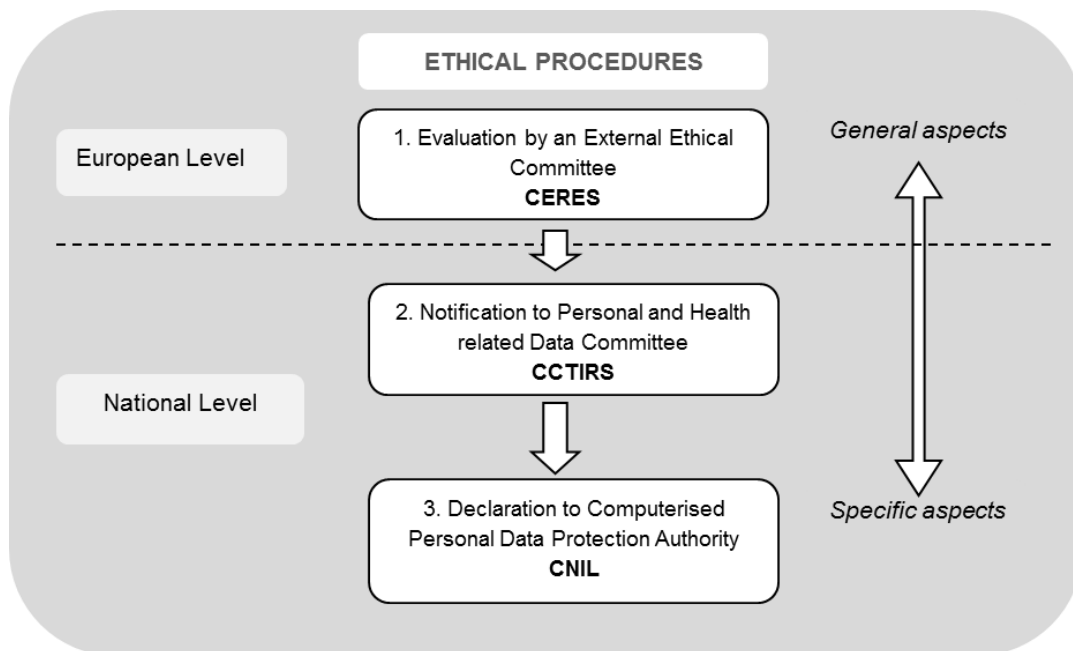 ETHICAL PROCEDURES
European Level
1. Evaluation by an External Ethical
Committee
CERES
General aspects
National Level
2. Notification to Personal and Health
related Data Committee
CCTIRS
3. Declaration to Computerised
Personal Data Protection Authority
CNIL
Specific aspects